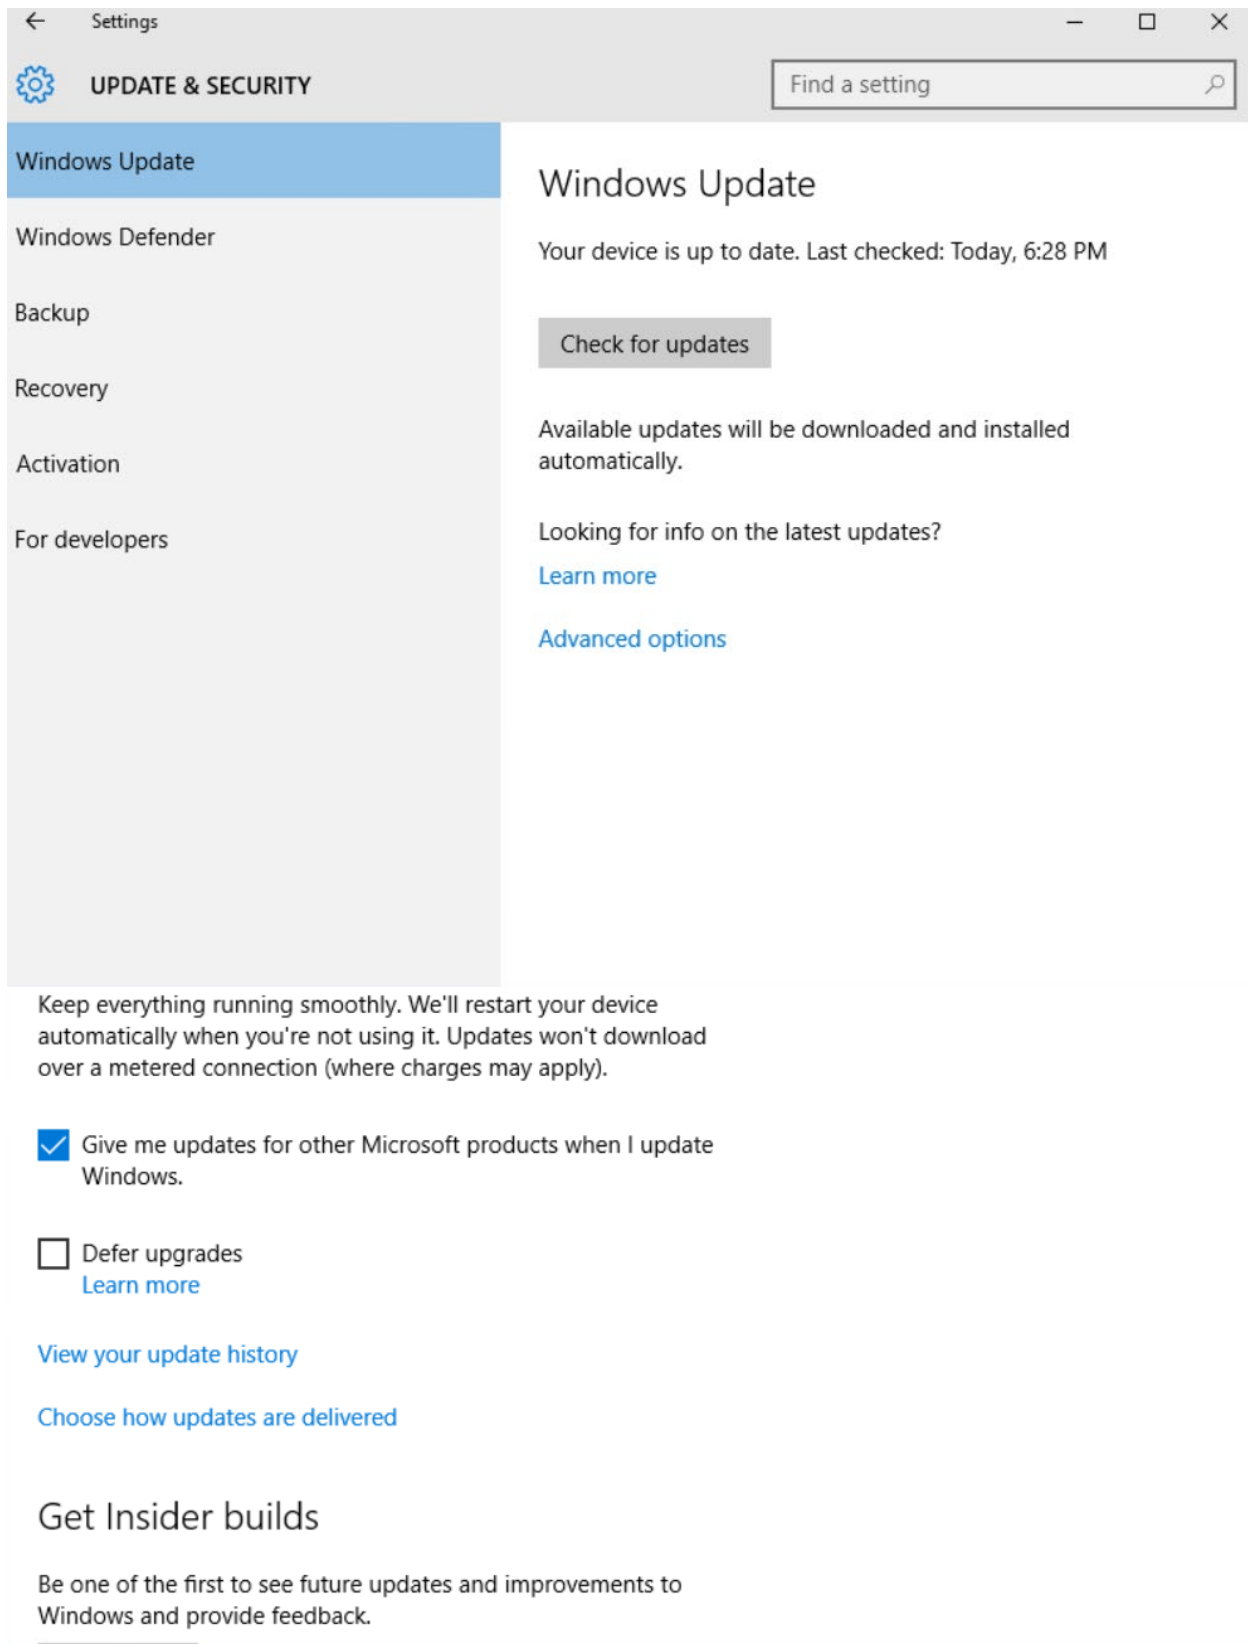 Settings
UPDATE & SECURITY
Find a setting
Windows Update
Windows Defender
Backup
Recovery
Activation
For developers
Windows Update
Your device is up to date. Last checked: Today, 6:28 PM
Check for updates
Available updates will be downloaded and installed
automatically.
Looking for info on the latest updates?
Learn more
Advanced options
Keep everything running smoothly. We'll restart your device
automatically when you're not using it. Updates won't download
over a metered connection (where charges may apply).
Give me updates for other Microsoft products when I update
Windows.
Defer upgrades
Learn more
View your update history
Choose how updates are delivered
Get Insider builds
Be one of the first to see future updates and improvements to
Windows and provide feedback.